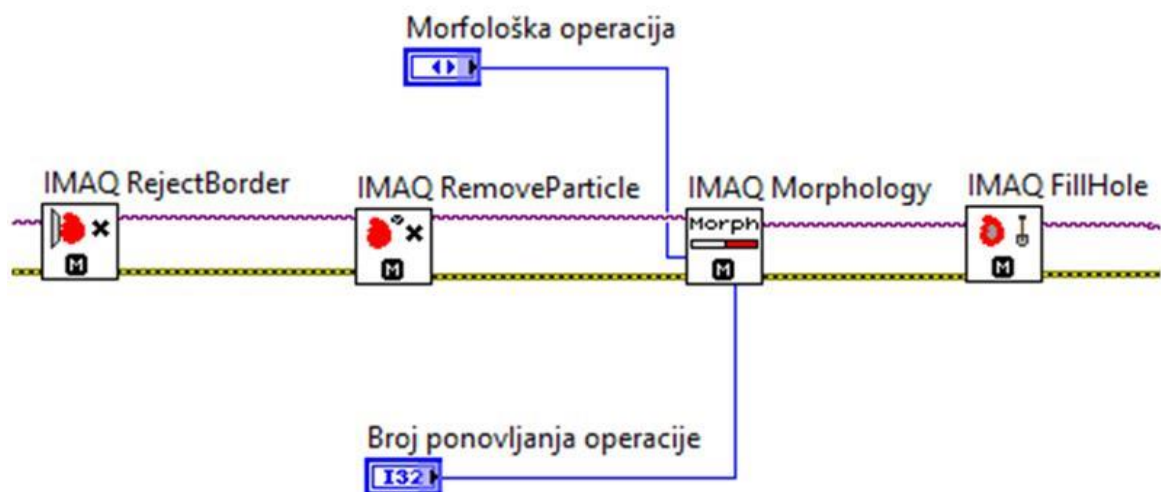 Morfološka operacija
IMAQ RejectBorder
IMAQ RemoveParticle
IMAQ Morphology
IMAQ FillHole
Morph
M
M
M
M
Broj ponovljanja operacije
I32